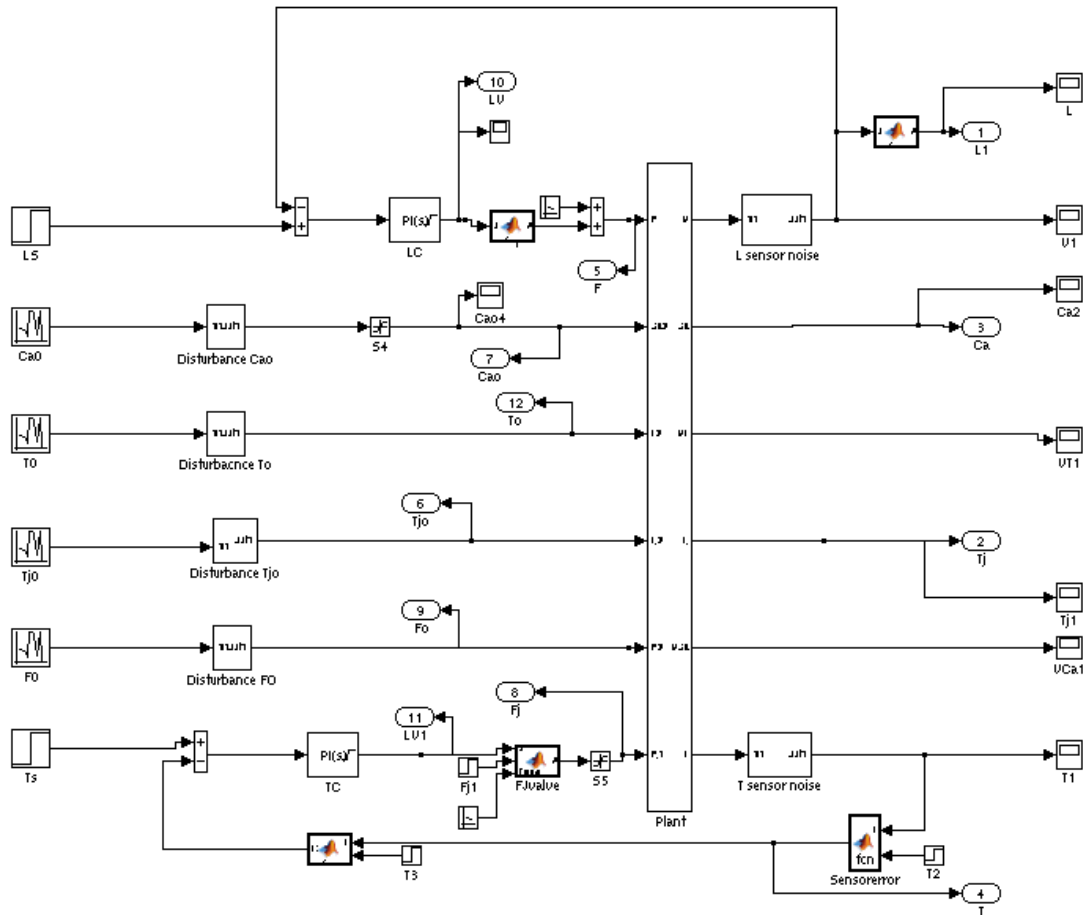 10
LV
L
1
L1
LS
PI(s)
LC
V1
L sensor noise
5
F
Ca2
Ca0
Disturbance Cao
S4
Cao4
7
Cao
3
Ca
12
To
T0
Disturbacnce To
VT1
6
Tjo
Tj0
Disturbance Tjo
2
Tj
Tj1
9
Fo
F0
Disturbance FO
VCa1
8
Fj
11
LV1
Ts
PI(s)
TC
Fj1
FJvalve
S5
Plant
T sensor noise
T1
T3
fcn
Sensorerror
T2
4
T